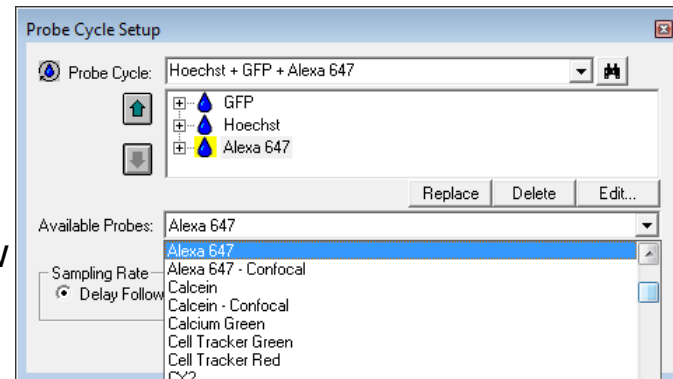 Probe Cycle Setup
Probe Cycle: Hoechst + GFP + Alexa 647
GFP
Hoechst
Alexa 647
Replace Delete Edit...
Available Probes: Alexa 647
Alexa 647
w
Alexa 647 - Confocal
Sampling Rate
Calcein
Delay Follow
Calcein - Confocal
Calcium Green
Cell Tracker Green
Cell Tracker Red
CY2